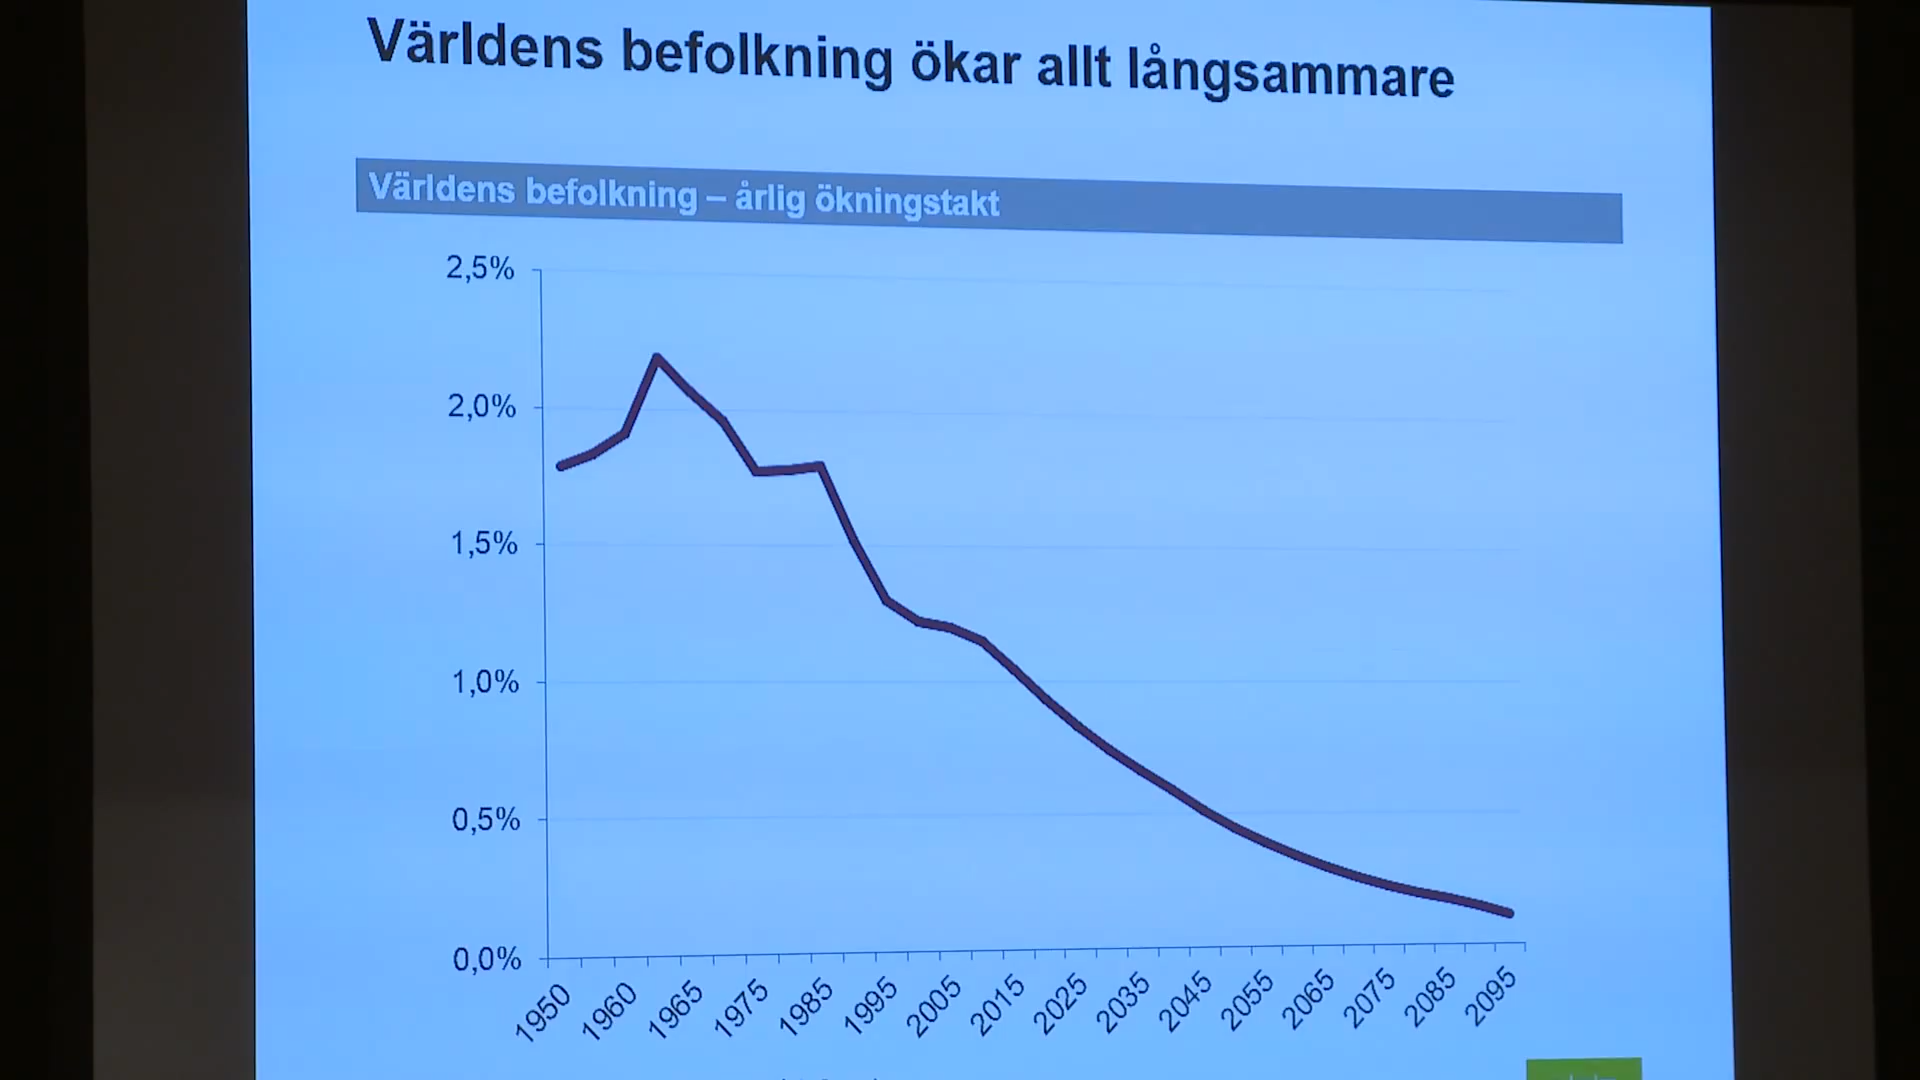 Världens befolkning ökar allt långsammare
Världens befolkning – årlig ökningstakt
2,5%
2,0%
1,5%
1,0%
0,5%
0,0%
1950 1960 1965 1975 1985 1995 2005 2015 2025 2035 2045 2055 2065 2075 2085 2095